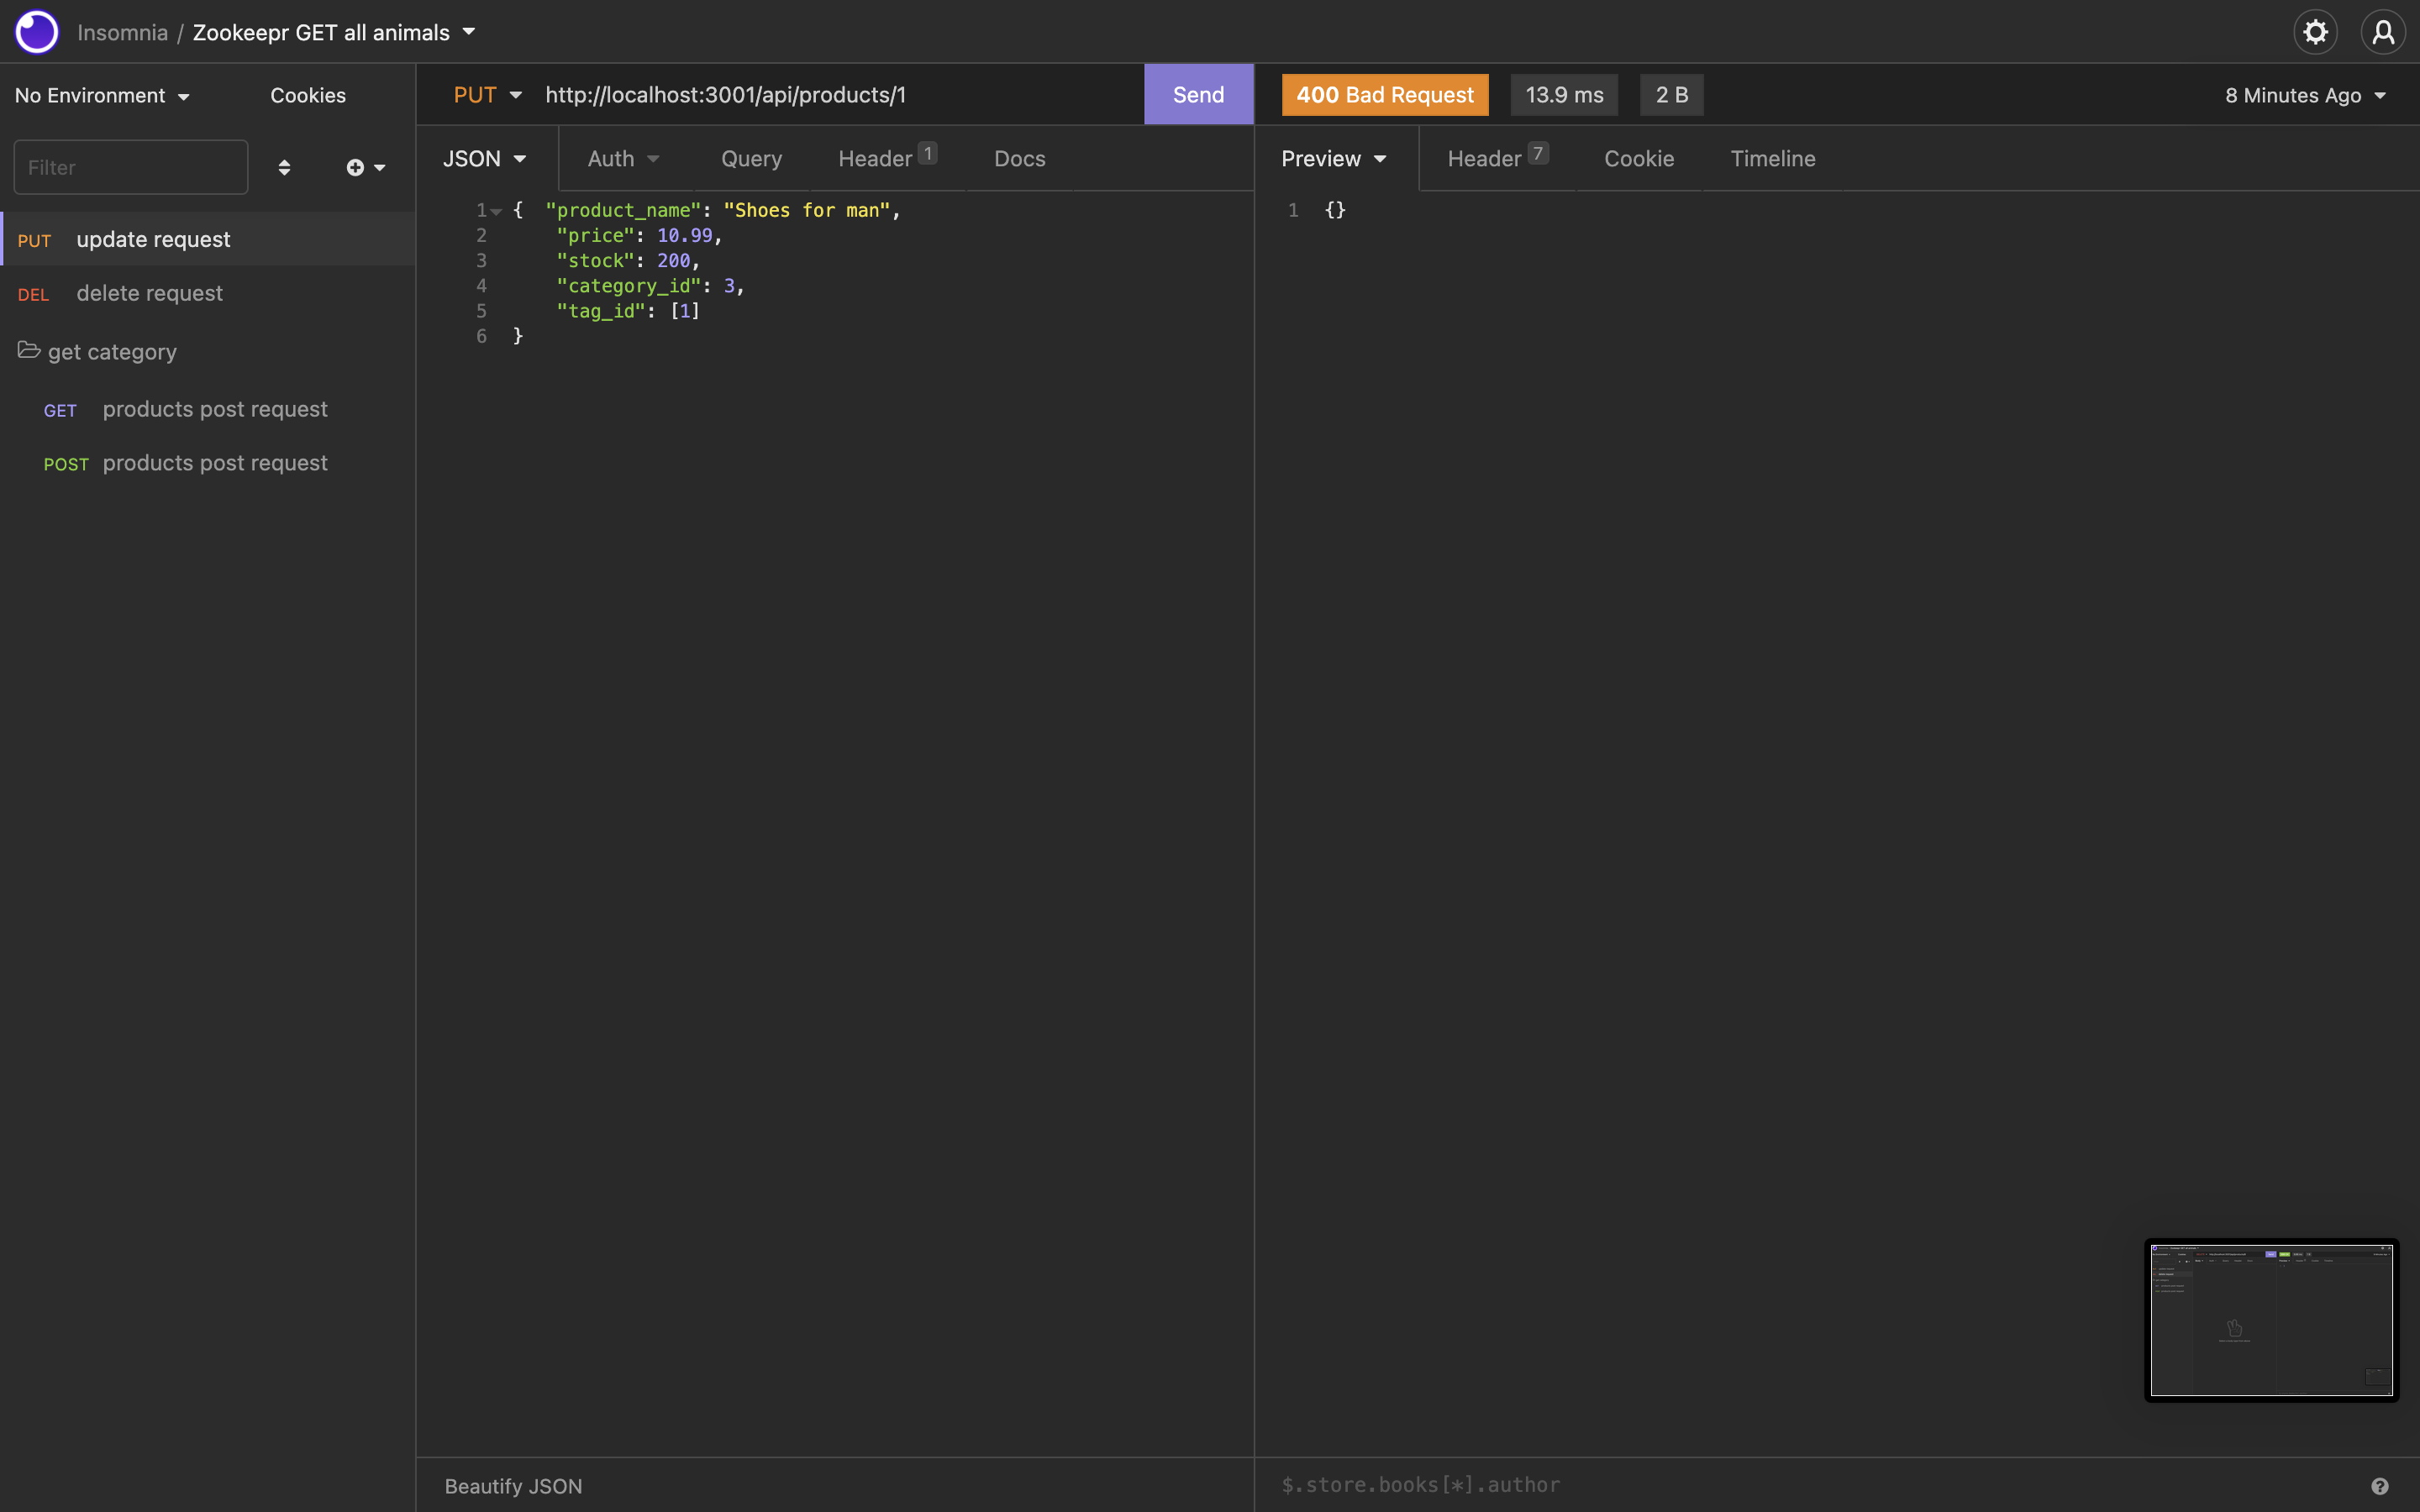 Insomnia / Zookeepr GET all animals
No Environment
Cookies
Filter
PUT update request
DEL delete request
get category
GET products post request
POST products post request
PUT http://localhost:3001/api/products/1 Send
JSON Auth Query Header 1 Docs
1 { "product_name": "Shoes for man",
2 "price": 10.99,
3 "stock": 200,
4 "category_id": 3,
5 "tag_id": [1]
6 }
Beautify JSON
400 Bad Request 13.9 ms 2 B 8 Minutes Ago
Preview Header 7 Cookie Timeline
1 {}
$.store.books[*].author
?